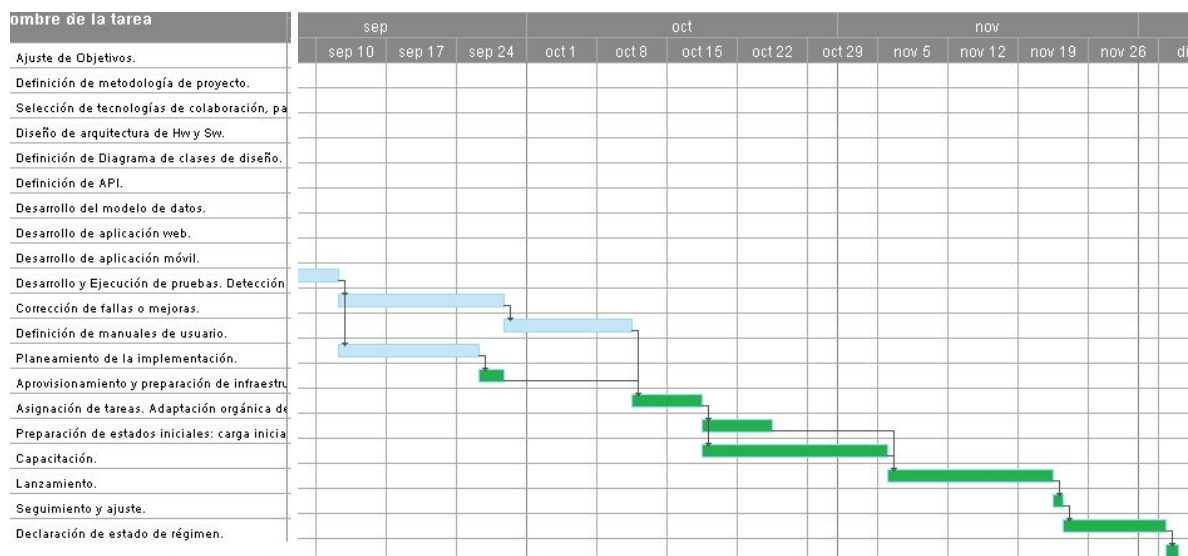 ombre de la tarea
sep oct nov
sep 10 sep 17 sep 24 oct 1 oct 8 oct 15 oct 22 oct 29 nov 5 nov 12 nov 19 nov 26 di
Ajuste de Objetivos.
Definición de metodología de proyecto.
Selección de tecnologías de colaboración, pa
Diseño de arquitectura de Hw y Sw.
Definición de Diagrama de clases de diseño.
Definición de API.
Desarrollo del modelo de datos.
Desarrollo de aplicación web.
Desarrollo de aplicación móvil.
Desarrollo y Ejecución de pruebas. Detección
Corrección de fallas o mejoras.
Definición de manuales de usuario.
Planeamiento de la implementación.
Aprovisionamiento y preparación de infraestru
Asignación de tareas. Adaptación orgánica de
Preparación de estados iniciales: carga inicia
Capacitación.
Lanzamiento.
Seguimiento y ajuste.
Declaración de estado de régimen.